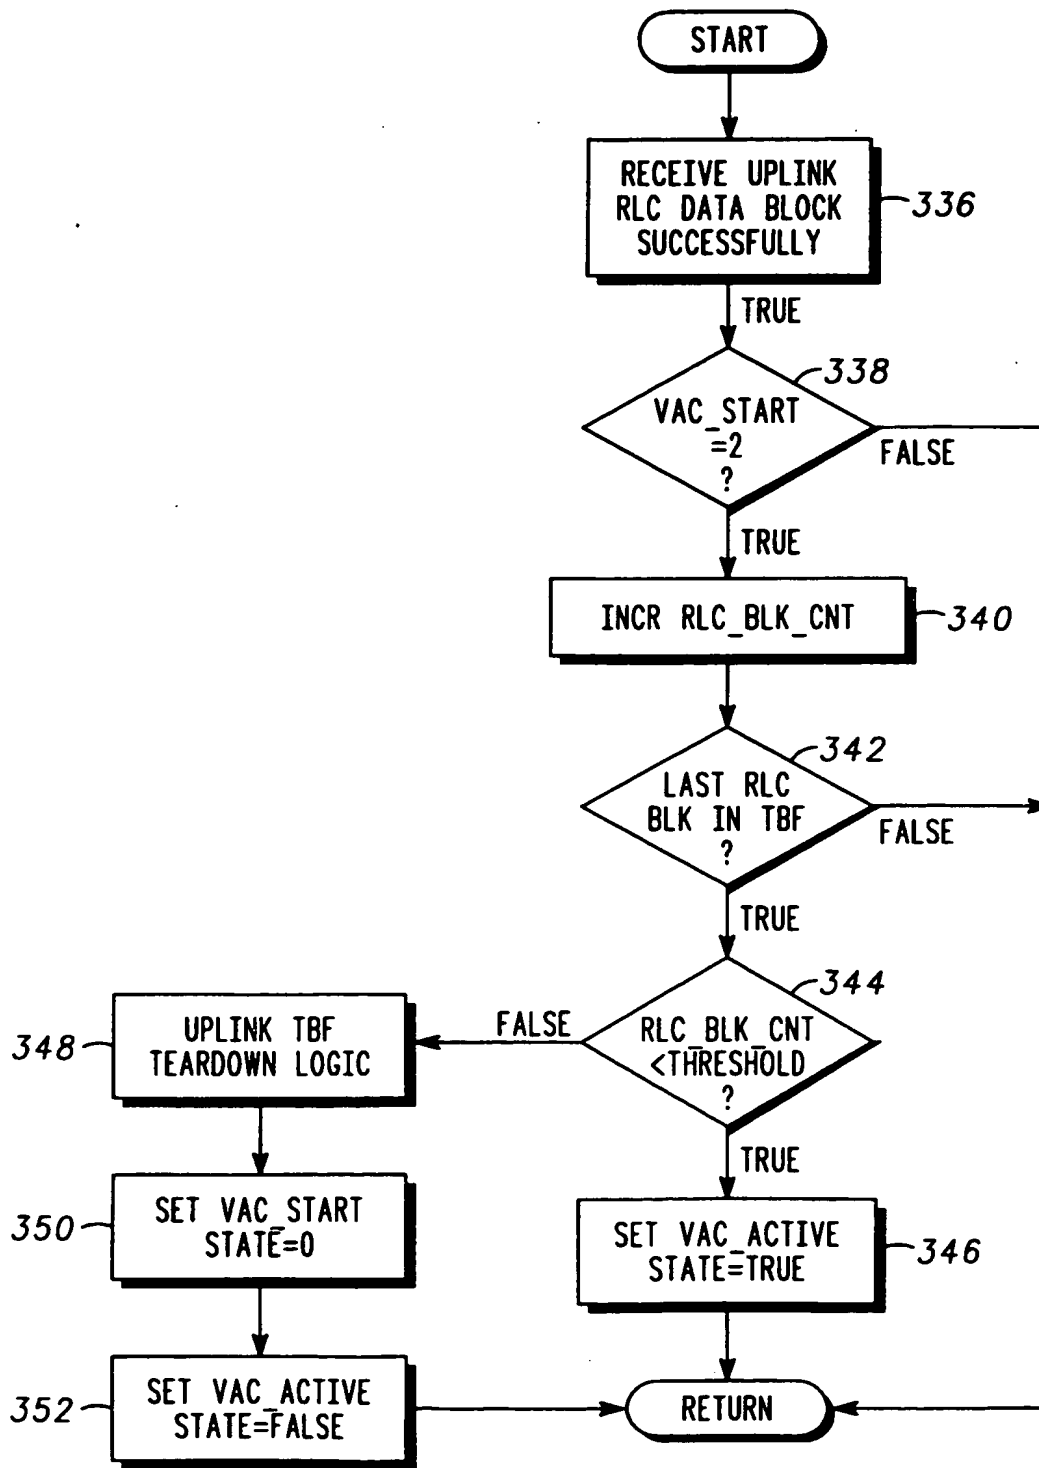 START
RECEIVE UPLINK
RLC DATA BLOCK
SUCCESSFULLY
336
TRUE
338
VAC_START
=2
?
FALSE
TRUE
INCR RLC_BLK_CNT
340
342
LAST RLC
BLK IN TBF
?
FALSE
TRUE
344
RLC_BLK_CNT
<THRESHOLD
?
FALSE
348
UPLINK TBF
TEARDOWN LOGIC
TRUE
350
SET VAC_START
STATE=0
SET VAC_ACTIVE
STATE=TRUE
346
352
SET VAC_ACTIVE
STATE=FALSE
RETURN